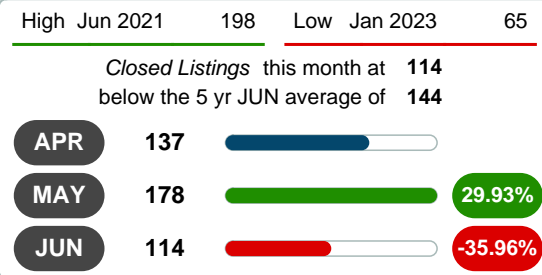 High Jun 2021 198 Low Jan 2023 65
Closed Listings this month at 114
below the 5 yr JUN average of 144
APR 137
MAY 178 29.93%
JUN 114 -35.96%